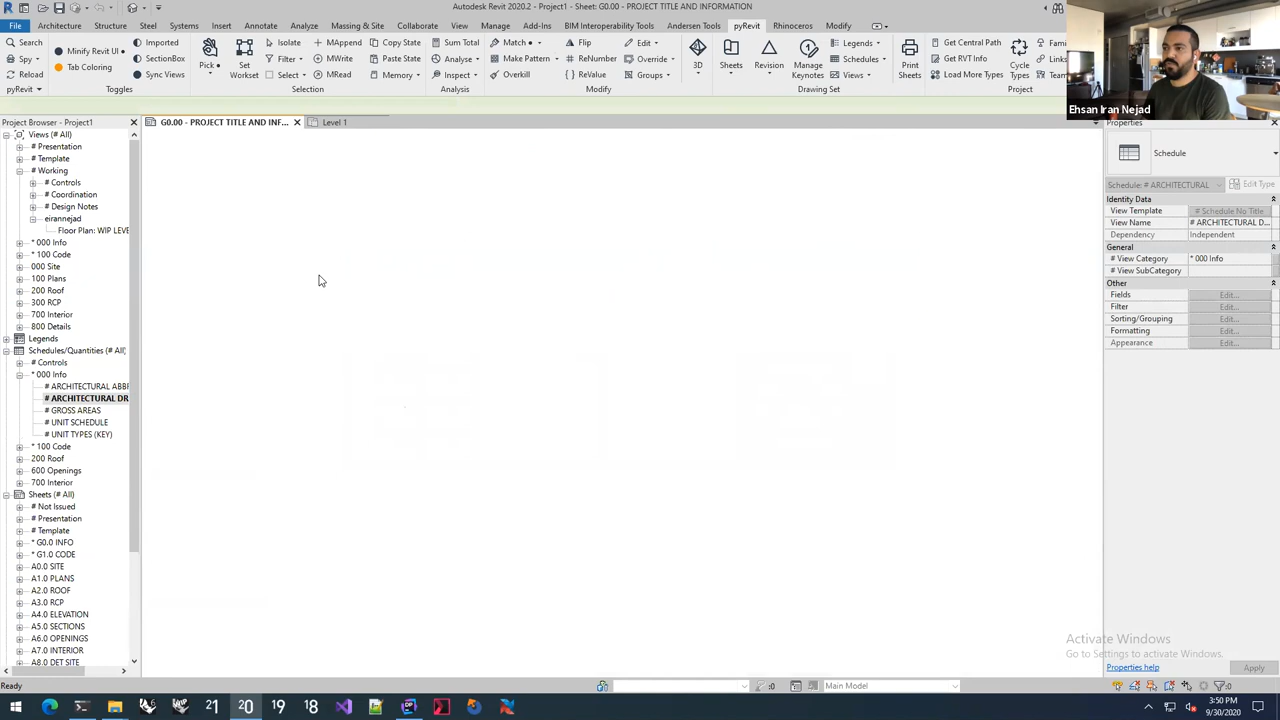 Autodesk Revit 2020.2 - Project1 - Sheet: G0.00 - PROJECT TITLE AND INFORMATION
File Architecture Structure Steel Systems Insert Annotate Analyze Massing & Site Collaborate View Manage Add-Ins BIM Interoperability Tools Andersen Tools pyRevit Rhinoceros Modify
Search
Spy
Reload
pyRevit
Minify Revit UI
Tab Coloring
Imported
SectionBox
Sync Views
Toggles
Pick
Set
Workset
Isolate
Filter
Select
MAppend
MWrite
MRead
Copy State
Paste State
Memory
Selection
Sum Total
Analyse
Inspect
Analysis
Match
Make Pattern
Overkill
Flip
ReNumber
ReValue
Edit
Override
Groups
Modify
3D
Sheets
Revision
Manage
Keynotes
Legends
Schedules
Views
Drawing Set
Print
Sheets
Get Central Path
Get RVT Info
Load More Types
Cycle
Types
Fami
Links
Team
Project
Ehsan Iran Nejad
Project Browser - Project1
G0.00 - PROJECT TITLE AND INF...
Level 1
Views (# All)
# Presentation
# Template
# Working
# Controls
# Coordination
# Design Notes
eirannejad
Floor Plan: WIP LEVE
* 000 Info
* 100 Code
000 Site
100 Plans
200 Roof
300 RCP
700 Interior
800 Details
Legends
Schedules/Quantities (# All)
# Controls
* 000 Info
# ARCHITECTURAL ABBR
# ARCHITECTURAL DR
# GROSS AREAS
# UNIT SCHEDULE
# UNIT TYPES (KEY)
* 100 Code
200 Roof
600 Openings
700 Interior
Sheets (# All)
# Not Issued
# Presentation
# Template
* G0.0 INFO
* G1.0 CODE
A0.0 SITE
A1.0 PLANS
A2.0 ROOF
A3.0 RCP
A4.0 ELEVATION
A5.0 SECTIONS
A6.0 OPENINGS
A7.0 INTERIOR
A8.0 DET SITE
Properties
Schedule
Schedule: # ARCHITECTURAL
Edit Type
Identity Data
View Template # Schedule No Title
View Name # ARCHITECTURAL D...
Dependency Independent
General
# View Category * 000 Info
# View SubCategory
Other
Fields Edit...
Filter Edit...
Sorting/Grouping Edit...
Formatting Edit...
Appearance Edit...
Activate Windows
Go to Settings to activate Windows.
Properties help
Apply
Ready
:0
Main Model
:0
21 20 19 18
3:50 PM
9/30/2020